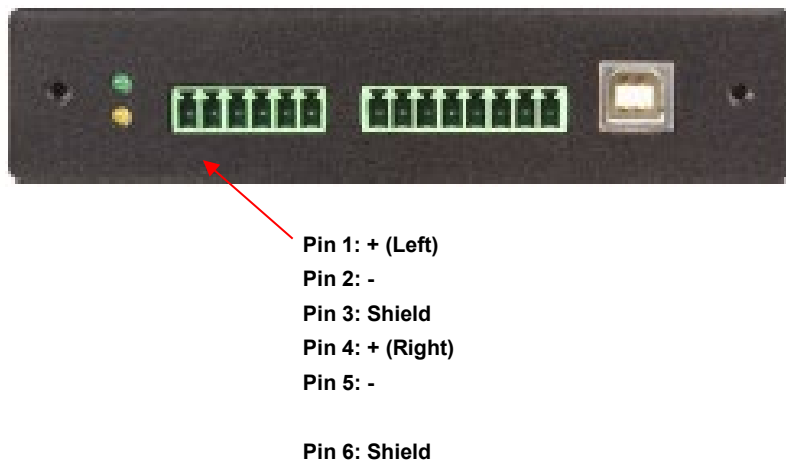 Pin 1: + (Left)
Pin 2: -
Pin 3: Shield
Pin 4: + (Right)
Pin 5: -
Pin 6: Shield